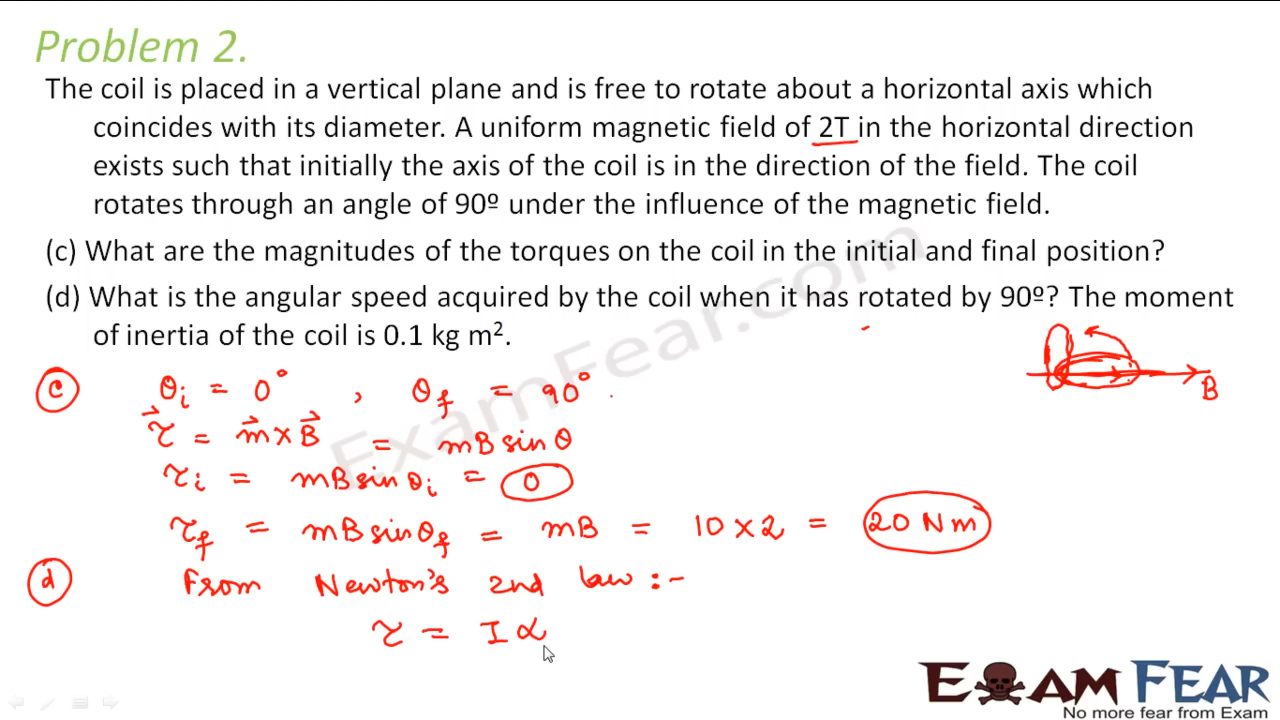 Problem 2.
The coil is placed in a vertical plane and is free to rotate about a horizontal axis which
coincides with its diameter. A uniform magnetic field of 2T in the horizontal direction
exists such that initially the axis of the coil is in the direction of the field. The coil
rotates through an angle of 90º under the influence of the magnetic field.
(c) What are the magnitudes of the torques on the coil in the initial and final position?
(d) What is the angular speed acquired by the coil when it has rotated by 90º? The moment
of inertia of the coil is 0.1 kg m².
B
(c) θi = 0° , θf = 90° .
τ⃗ = m⃗ × B⃗ = mB sin θ
τi = mB sin θi = 0
τf = mB sin θf = mB = 10 × 2 = 20 Nm
(d) From Newton's 2nd law :-
τ = I α
ExamFear.com
EXAM FEAR
No more fear from Exam